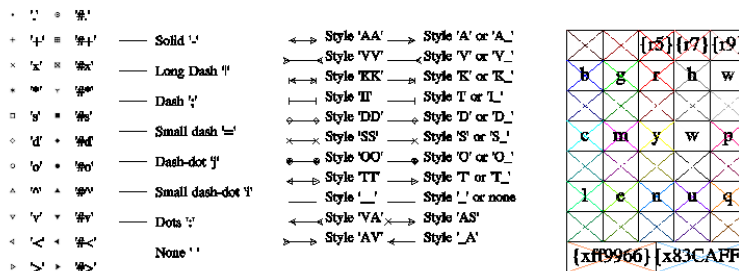 '.' '#.'
'+' '#+'
'x' '#x'
'*' '#*'
's' '#s'
'd' '#d'
'o' '#o'
'^' '#^'
'v' '#v'
'<' '#<'
'>' '#>'
Solid '-'
Long Dash '|'
Dash ';'
Small dash '='
Dash-dot 'j'
Small dash-dot 'i'
Dots ':'
None ' '
Style 'AA' Style 'A' or 'A_'
Style 'VV' Style 'V' or 'V_'
Style 'KK' Style 'K' or 'K_'
Style 'II' Style 'I' or 'I_'
Style 'DD' Style 'D' or 'D_'
Style 'SS' Style 'S' or 'S_'
Style 'OO' Style 'O' or 'O_'
Style 'TT' Style 'T' or 'T_'
Style '__' Style '_' or none
Style 'VA' Style 'AS'
Style 'AV' Style '_A'
{r5} {r7} {r9}
b g r h w
c m y w p
l e n u q
{xff9966} {x83CAFF